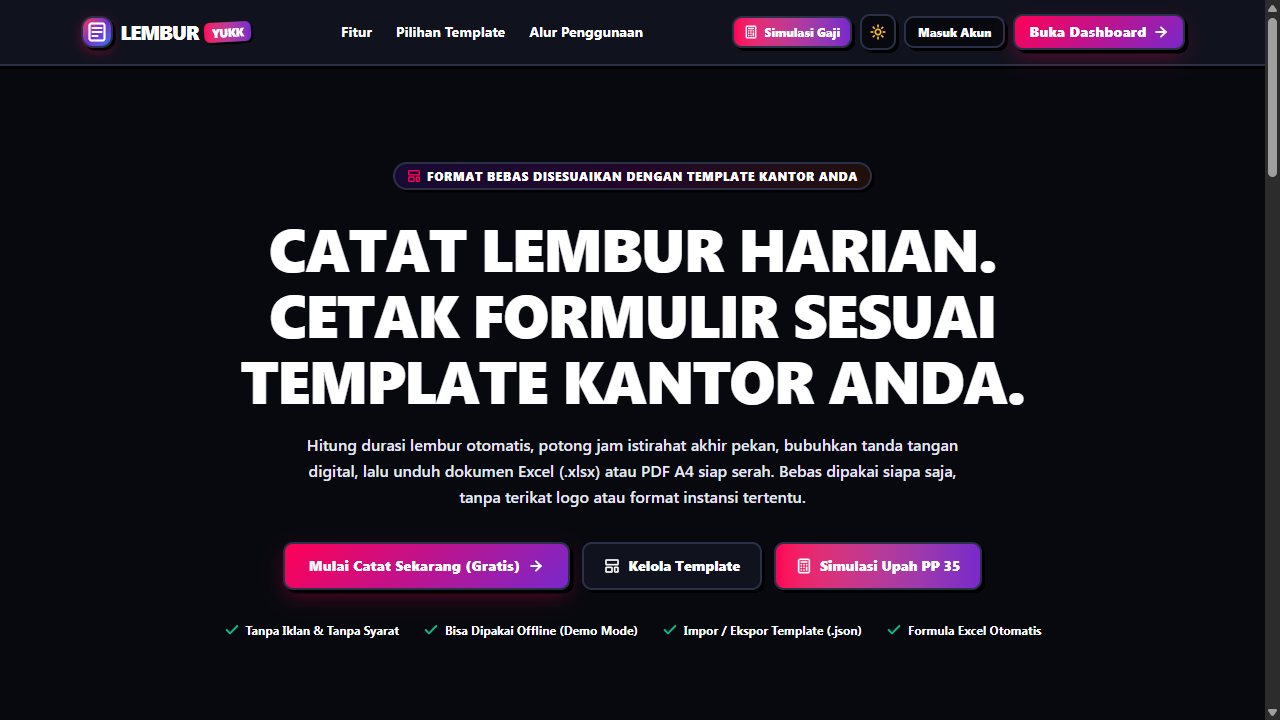 LEMBUR YUKK
Fitur
Pilihan Template
Alur Penggunaan
Simulasi Gaji
Masuk Akun
Buka Dashboard →
FORMAT BEBAS DISESUAIKAN DENGAN TEMPLATE KANTOR ANDA
CATAT LEMBUR HARIAN.
CETAK FORMULIR SESUAI
TEMPLATE KANTOR ANDA.
Hitung durasi lembur otomatis, potong jam istirahat akhir pekan, bubuhkan tanda tangan
digital, lalu unduh dokumen Excel (.xlsx) atau PDF A4 siap serah. Bebas dipakai siapa saja,
tanpa terikat logo atau format instansi tertentu.
Mulai Catat Sekarang (Gratis) →
Kelola Template
Simulasi Upah PP 35
Tanpa Iklan & Tanpa Syarat
Bisa Dipakai Offline (Demo Mode)
Impor / Ekspor Template (.json)
Formula Excel Otomatis